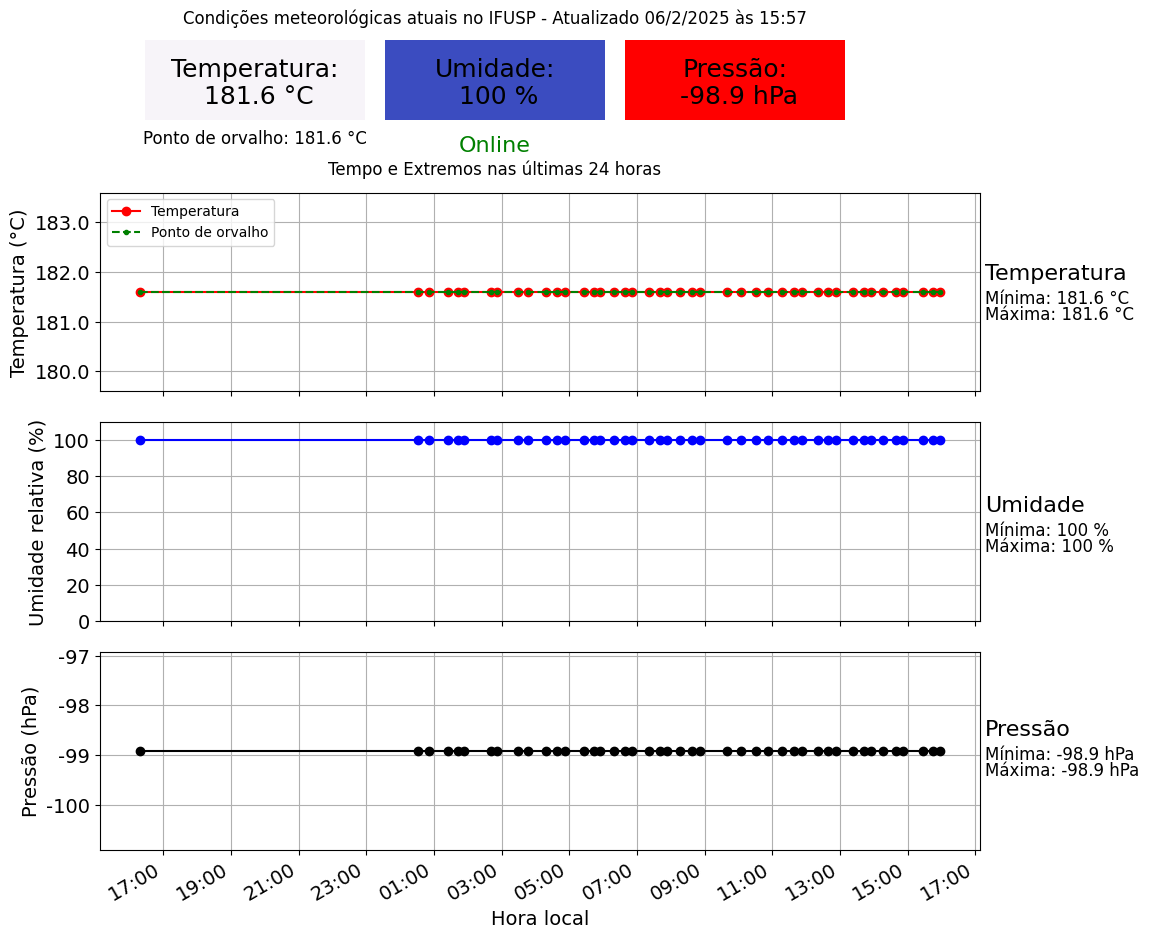 Condições meteorológicas atuais no IFUSP - Atualizado 06/2/2025 às 15:57
Temperatura:
181.6 °C
Umidade:
100 %
Pressão:
-98.9 hPa
Ponto de orvalho: 181.6 °C
Online
Tempo e Extremos nas últimas 24 horas
Temperatura (°C)
183.0
182.0
181.0
180.0
Temperatura
Ponto de orvalho
Temperatura
Mínima: 181.6 °C
Máxima: 181.6 °C
Umidade relativa (%)
100
80
60
40
20
0
Umidade
Mínima: 100 %
Máxima: 100 %
Pressão (hPa)
-97
-98
-99
-100
Pressão
Mínima: -98.9 hPa
Máxima: -98.9 hPa
17:00 19:00 21:00 23:00 01:00 03:00 05:00 07:00 09:00 11:00 13:00 15:00 17:00
Hora local